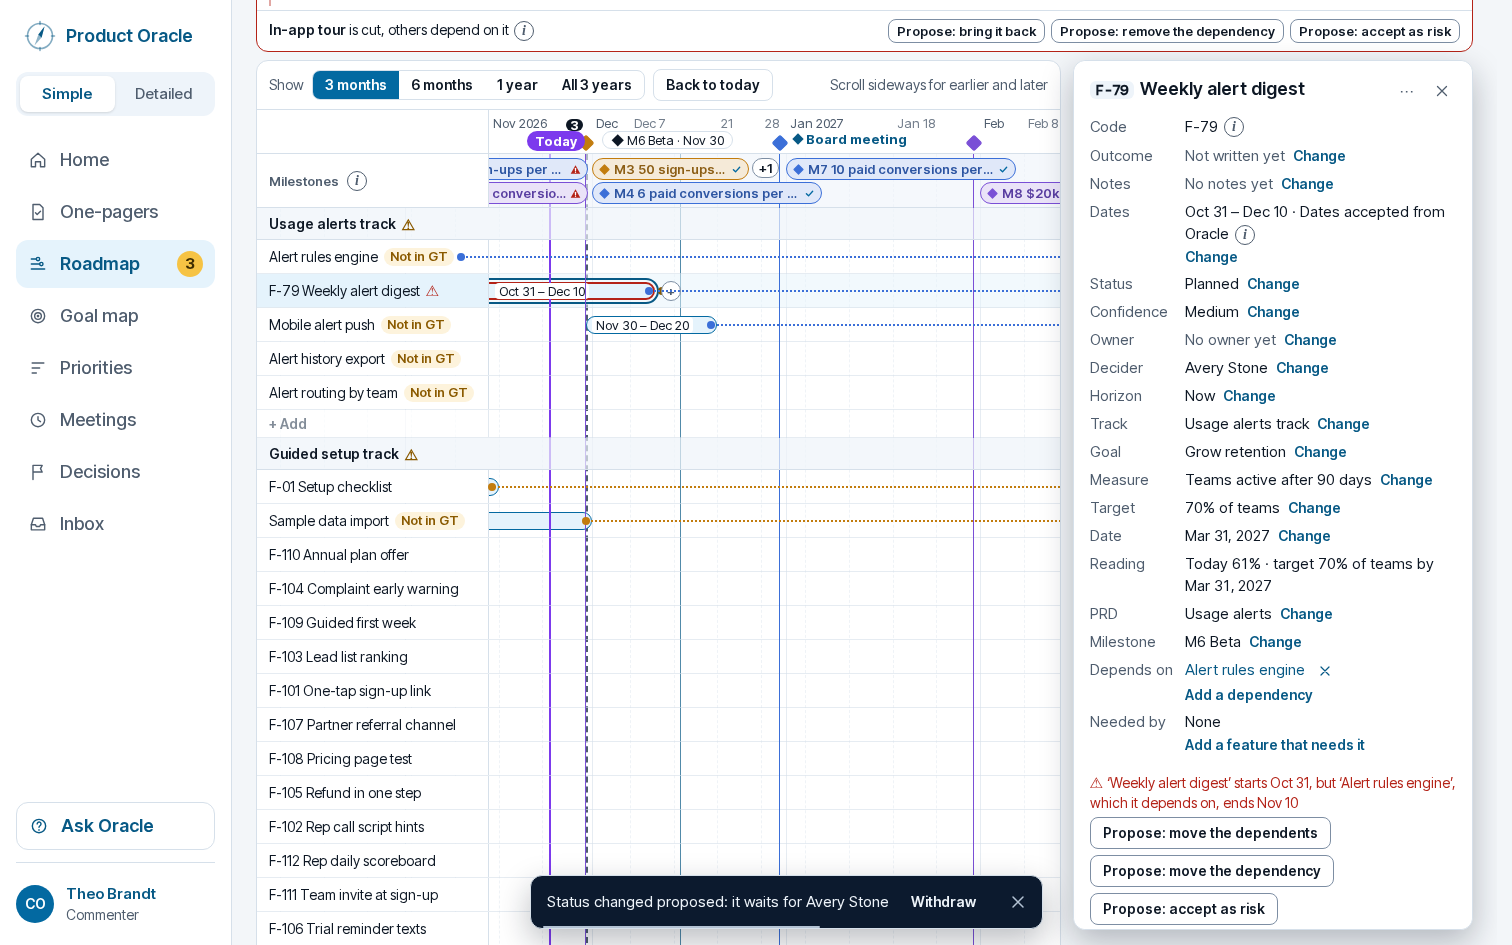 Product Oracle
Simple
Detailed
Home
One-pagers
Roadmap
3
Goal map
Priorities
Meetings
Decisions
Inbox
Ask Oracle
CO
Theo Brandt
Commenter
In-app tour is cut, others depend on it
Propose: bring it back
Propose: remove the dependency
Propose: accept as risk
Show
3 months
6 months
1 year
All 3 years
Back to today
Scroll sideways for earlier and later
Nov 2026
3
Dec
Dec 7
21
28
Jan 2027
Jan 18
Feb
Feb 8
Today
M6 Beta · Nov 30
Board meeting
Milestones
n-ups per ...
M3 50 sign-ups...
+1
M7 10 paid conversions per...
conversio...
M4 6 paid conversions per ...
M8 $20k
Usage alerts track
Alert rules engine
Not in GT
F-79 Weekly alert digest
Oct 31 – Dec 10
Mobile alert push
Not in GT
Nov 30 – Dec 20
Alert history export
Not in GT
Alert routing by team
Not in GT
+ Add
Guided setup track
F-01 Setup checklist
Sample data import
Not in GT
F-110 Annual plan offer
F-104 Complaint early warning
F-109 Guided first week
F-103 Lead list ranking
F-101 One-tap sign-up link
F-107 Partner referral channel
F-108 Pricing page test
F-105 Refund in one step
F-102 Rep call script hints
F-112 Rep daily scoreboard
F-111 Team invite at sign-up
F-106 Trial reminder texts
Status changed proposed: it waits for Avery Stone
Withdraw
F-79 Weekly alert digest
Code
F-79
Outcome
Not written yet Change
Notes
No notes yet Change
Dates
Oct 31 – Dec 10 · Dates accepted from
Oracle
Change
Status
Planned Change
Confidence
Medium Change
Owner
No owner yet Change
Decider
Avery Stone Change
Horizon
Now Change
Track
Usage alerts track Change
Goal
Grow retention Change
Measure
Teams active after 90 days Change
Target
70% of teams Change
Date
Mar 31, 2027 Change
Reading
Today 61% · target 70% of teams by
Mar 31, 2027
PRD
Usage alerts Change
Milestone
M6 Beta Change
Depends on
Alert rules engine
Add a dependency
Needed by
None
Add a feature that needs it
‘Weekly alert digest’ starts Oct 31, but ‘Alert rules engine’,
which it depends on, ends Nov 10
Propose: move the dependents
Propose: move the dependency
Propose: accept as risk